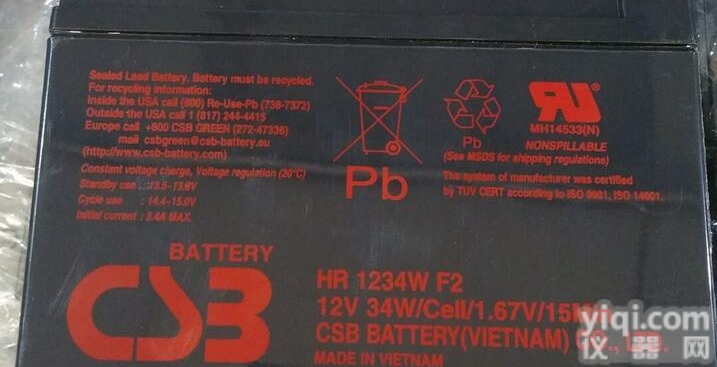 Sealed Lead Battery. Battery must be recycled.
For recycling information:
Inside the USA call (800) Re-Use-Pb (738-7372)
Outside the USA call 1 (817) 244-4415
Europe call +800 CSB GREEN (272-47336)
mail csbgreen@csb-battery.eu
(http://www.csb-battery.com)
Constant voltage charge, Voltage regulation (20°C)
Standby use : 13.5~13.8V
Cycle use : 14.4~15.0V
Initial current : 3.4A MAX.
Pb
Pb
MH14533(N)
NONSPILLABLE
(See MSDS for shipping regulations)
The system of manufacturer was certified
by TUV CERT according to ISO 9001, ISO 14001.
BATTERY
CSB
HR 1234W F2
12V 34W/Cell/1.67V/15MIN
CSB BATTERY(VIETNAM) CO., LTD.
MADE IN VIETNAM
yiqi.com
仪器网